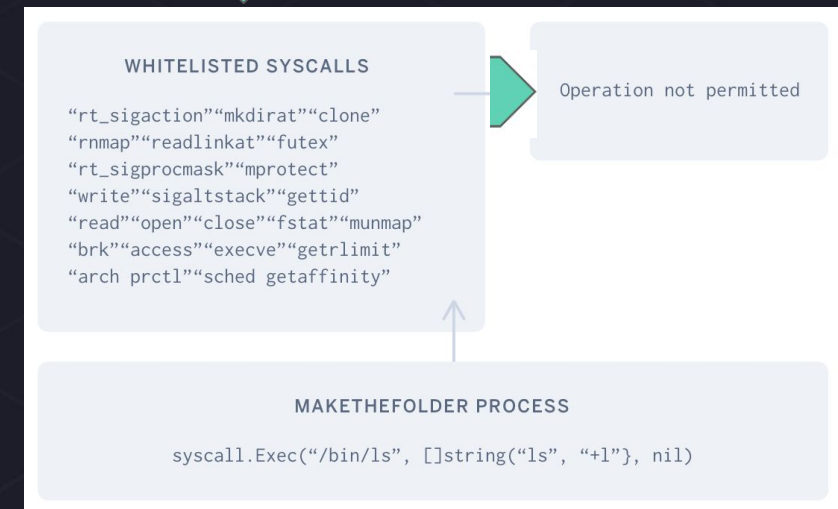 WHITELISTED SYSCALLS
“rt_sigaction”“mkdirat”“clone”
“rnmap”“readlinkat”“futex”
“rt_sigprocmask”“mprotect”
“write”“sigaltstack”“gettid”
“read”“open”“close”“fstat”“munmap”
“brk”“access”“execve”“getrlimit”
“arch prctl”“sched getaffinity”
Operation not permitted
MAKETHEFOLDER PROCESS
syscall.Exec(“/bin/ls”, []string(“ls”, “+l”}, nil)